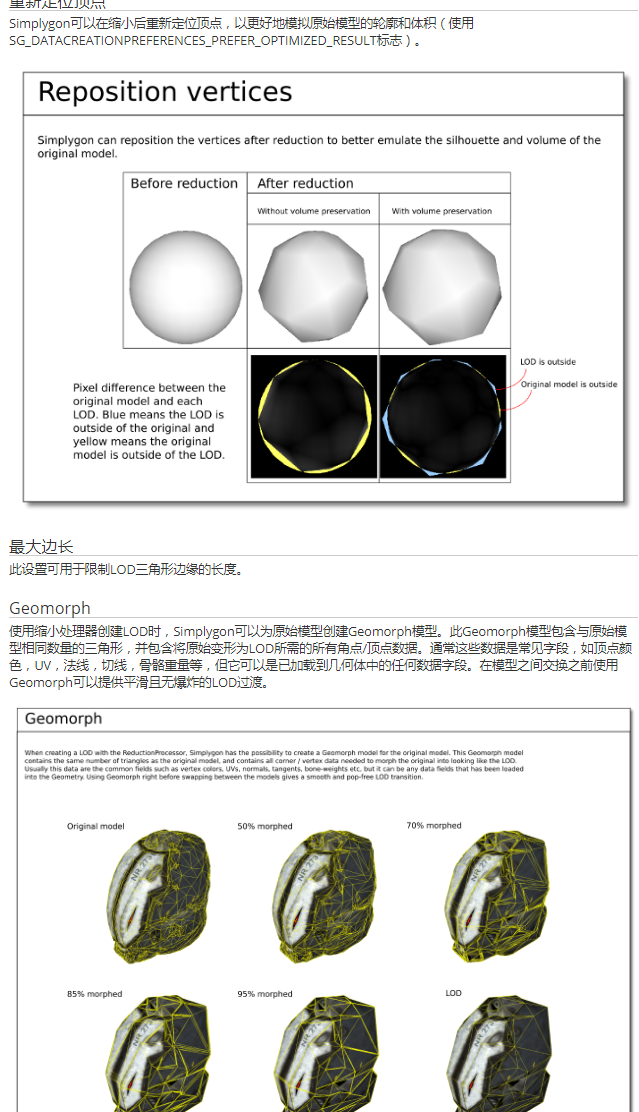 重新定位顶点
Simplygon可以在缩小后重新定位顶点，以更好地模拟原始模型的轮廓和体积（使用
SG_DATACREATIONPREFERENCES_PREFER_OPTIMIZED_RESULT标志）。
Reposition vertices
Simplygon can reposition the vertices after reduction to better emulate the silhouette and volume of the
original model.
Before reduction
After reduction
Without volume preservation
With volume preservation
LOD is outside
Original model is outside
Pixel difference between the
original model and each
LOD. Blue means the LOD is
outside of the original and
yellow means the original
model is outside of the LOD.
最大边长
此设置可用于限制LOD三角形边缘的长度。
Geomorph
使用缩小处理器创建LOD时，Simplygon可以为原始模型创建Geomorph模型。此Geomorph模型包含与原始模
型相同数量的三角形，并包含将原始变形为LOD所需的所有角点/顶点数据。通常这些数据是常见字段，如顶点颜
色，UV，法线，切线，骨骼重量等，但它可以是已加载到几何体中的任何数据字段。在模型之间交换之前使用
Geomorph可以提供平滑且无爆炸的LOD过渡。
Geomorph
When creating a LOD with the ReductionProcessor, Simplygon has the possibility to create a Geomorph model for the original model. This Geomorph model
contains the same number of triangles as the original model, and contains all corner / vertex data needed to morph the original into looking like the LOD.
Usually this data are the common fields such as vertex colors, UVs, normals, tangents, bone-weights etc, but it can be any data fields that has been loaded
into the Geometry. Using Geomorph right before swapping between the models gives a smooth and pop-free LOD transition.
Original model
50% morphed
70% morphed
NR 273
NR 273
NR 273
85% morphed
95% morphed
LOD